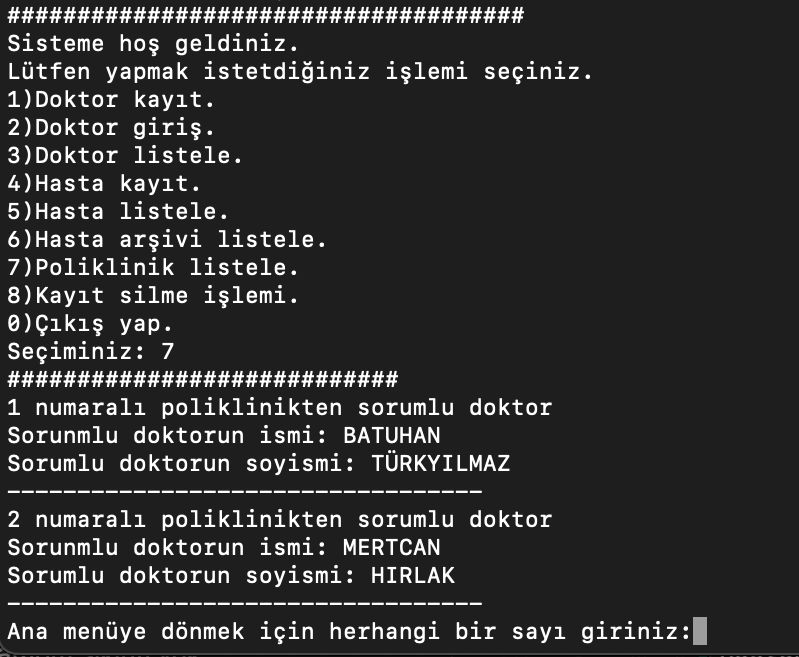 #####################################
Sisteme hoş geldiniz.
Lütfen yapmak istetdiğiniz işlemi seçiniz.
1)Doktor kayıt.
2)Doktor giriş.
3)Doktor listele.
4)Hasta kayıt.
5)Hasta listele.
6)Hasta arşivi listele.
7)Poliklinik listele.
8)Kayıt silme işlemi.
0)Çıkış yap.
Seçiminiz: 7
############################
1 numaralı poliklinikten sorumlu doktor
Sorunmlu doktorun ismi: BATUHAN
Sorumlu doktorun soyismi: TÜRKYILMAZ
----------------------------------
2 numaralı poliklinikten sorumlu doktor
Sorunmlu doktorun ismi: MERTCAN
Sorumlu doktorun soyismi: HIRLAK
----------------------------------
Ana menüye dönmek için herhangi bir sayı giriniz: